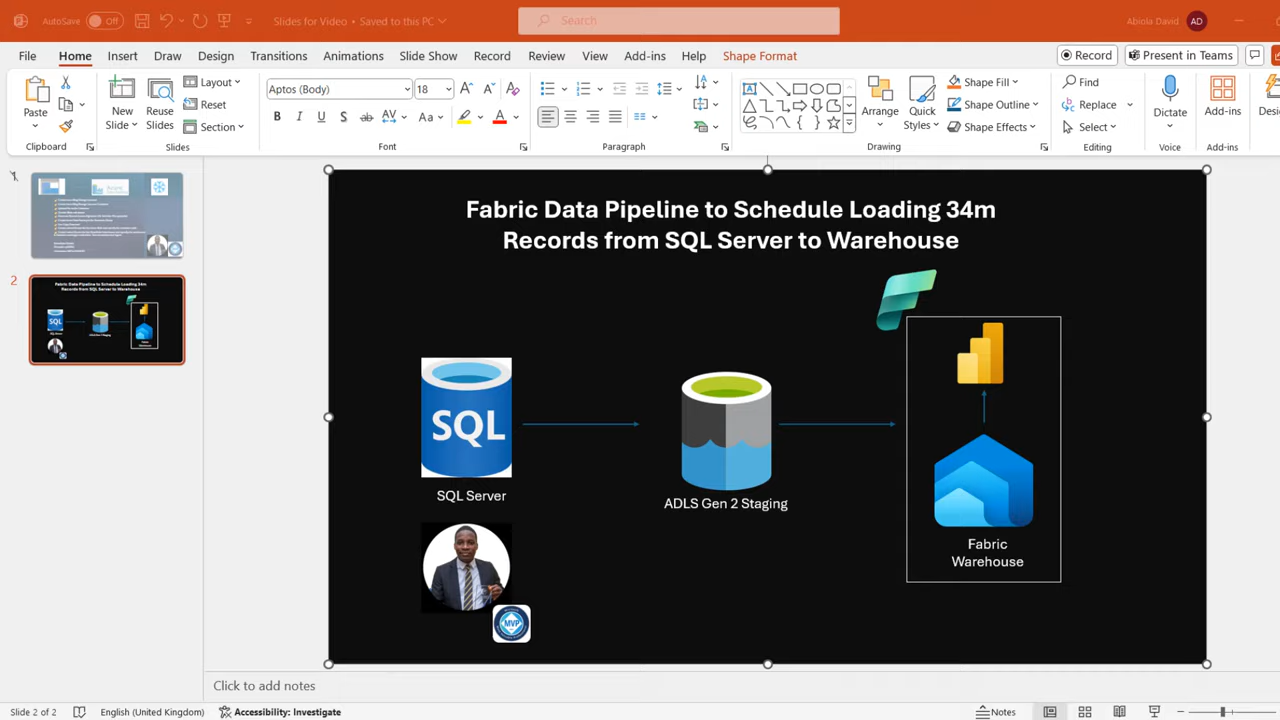 AutoSave Off Slides for Video • Saved to this PC Search Abiola David AD
File Home Insert Draw Design Transitions Animations Slide Show Record Review View Add-ins Help Shape Format Record Present in Teams
Paste New Slides Reuse Slides Layout Reset Section Aptos (Body) 18 Arrange Quick Styles Shape Fill Shape Outline Shape Effects Find Replace Select Dictate Add-ins
Clipboard Slides Font Paragraph Drawing Editing Voice Add-ins
1
2
Fabric Data Pipeline to Schedule Loading 34m
Records from SQL Server to Warehouse
SQL
SQL Server
ADLS Gen 2 Staging
Fabric
Warehouse
MVP
Click to add notes
Slide 2 of 2 English (United Kingdom) Accessibility: Investigate Notes